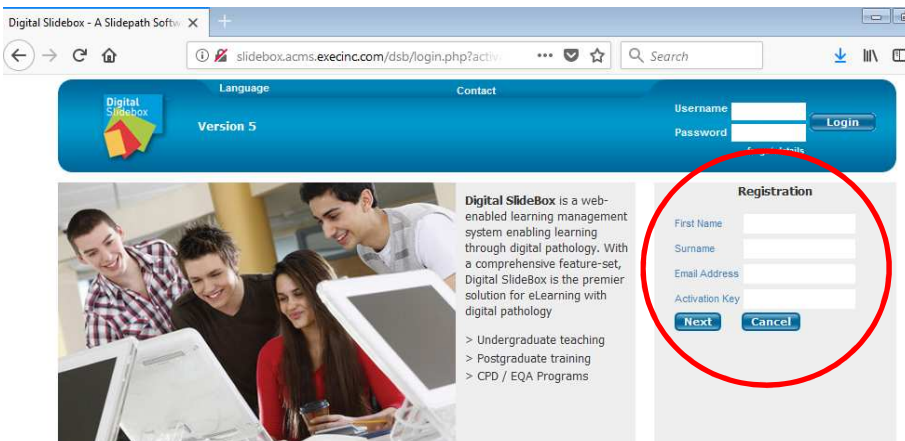 Digital Slidebox - A Slidepath Softw
slidebox.acms.execinc.com/dsb/login.php?activ
Search
Language
Contact
Digital
Slidebox
Version 5
Username
Password
Login
Registration
First Name
Surname
Email Address
Activation Key
Next
Cancel
Digital SlideBox is a web-
enabled learning management
system enabling learning
through digital pathology. With
a comprehensive feature-set,
Digital SlideBox is the premier
solution for eLearning with
digital pathology
> Undergraduate teaching
> Postgraduate training
> CPD / EQA Programs